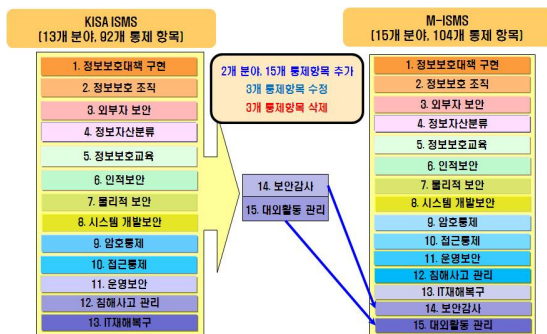 KISA ISMS
(13개 분야, 92개 통제 항목)
1. 정보보호대책 구현
2. 정보보호 조직
3. 외부자 보안
4. 정보자산분류
5. 정보보호교육
6. 인적보안
7. 물리적 보안
8. 시스템 개발보안
9. 암호통제
10. 접근통제
11. 운영보안
12. 침해사고 관리
13. IT재해복구
2개 분야, 15개 통제항목 추가
3개 통제항목 수정
3개 통제항목 삭제
14. 보안감사
15. 대외활동 관리
M-ISMS
(15개 분야, 104개 통제 항목)
1. 정보보호대책 구현
2. 정보보호 조직
3. 외부자 보안
4. 정보자산분류
5. 정보보호교육
6. 인적보안
7. 물리적 보안
8. 시스템 개발보안
9. 암호통제
10. 접근통제
11. 운영보안
12. 침해사고 관리
13. IT재해복구
14. 보안감사
15. 대외활동 관리